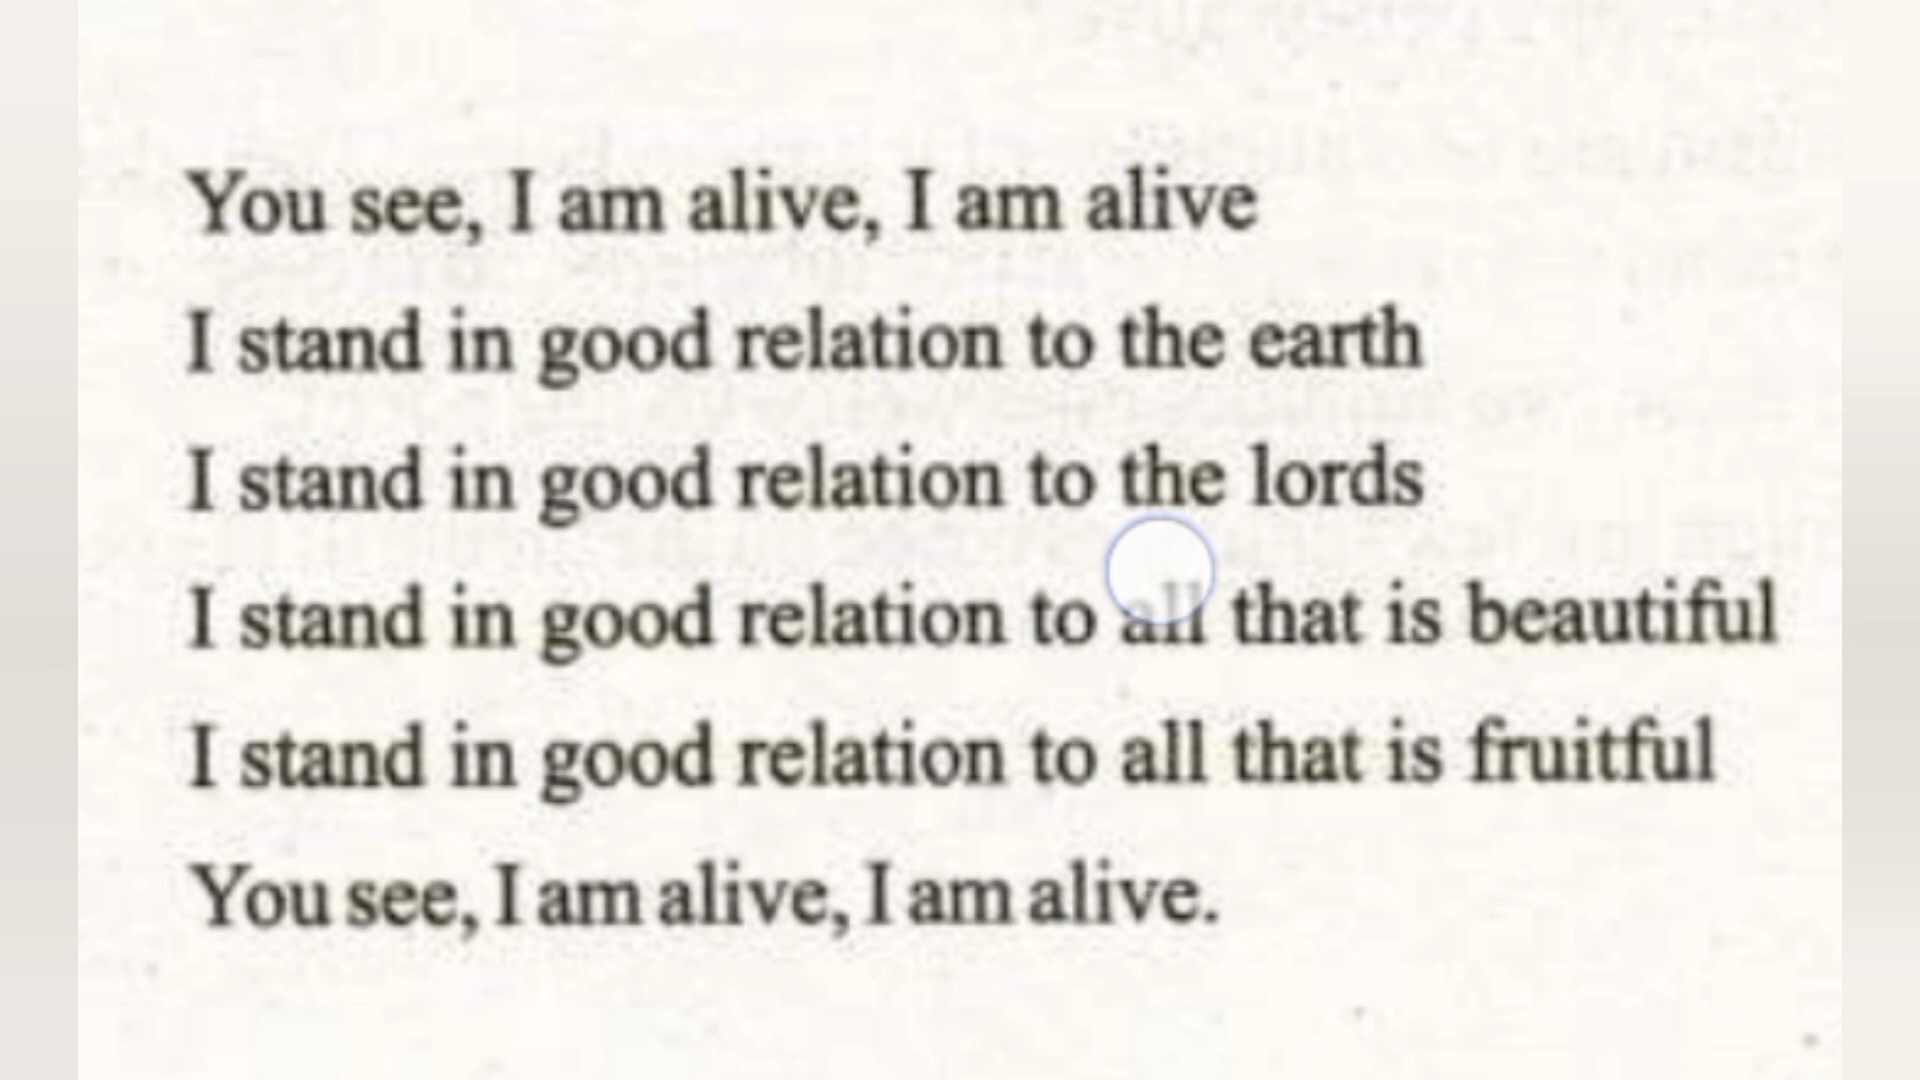 You see, I am alive, I am alive
I stand in good relation to the earth
I stand in good relation to the lords
I stand in good relation to all that is beautiful
I stand in good relation to all that is fruitful
You see, I am alive, I am alive.